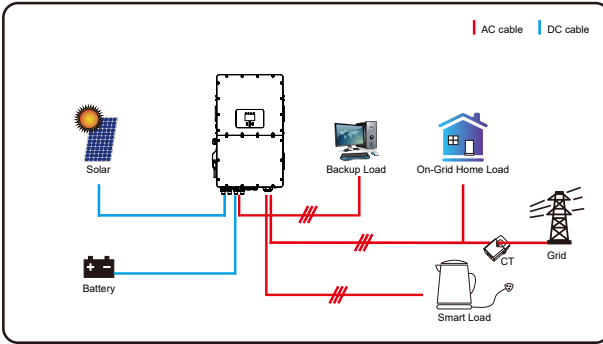 AC cable
DC cable
Solar
Backup Load
On-Grid Home Load
CT
Grid
Battery
Smart Load